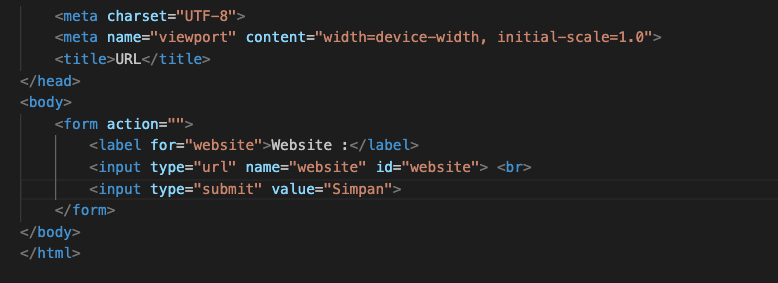 <meta charset="UTF-8">
<meta name="viewport" content="width=device-width, initial-scale=1.0">
<title>URL</title>
</head>
<body>
<form action="">
<label for="website">Website :</label>
<input type="url" name="website" id="website"> <br>
<input type="submit" value="Simpan">
</form>
</body>
</html>